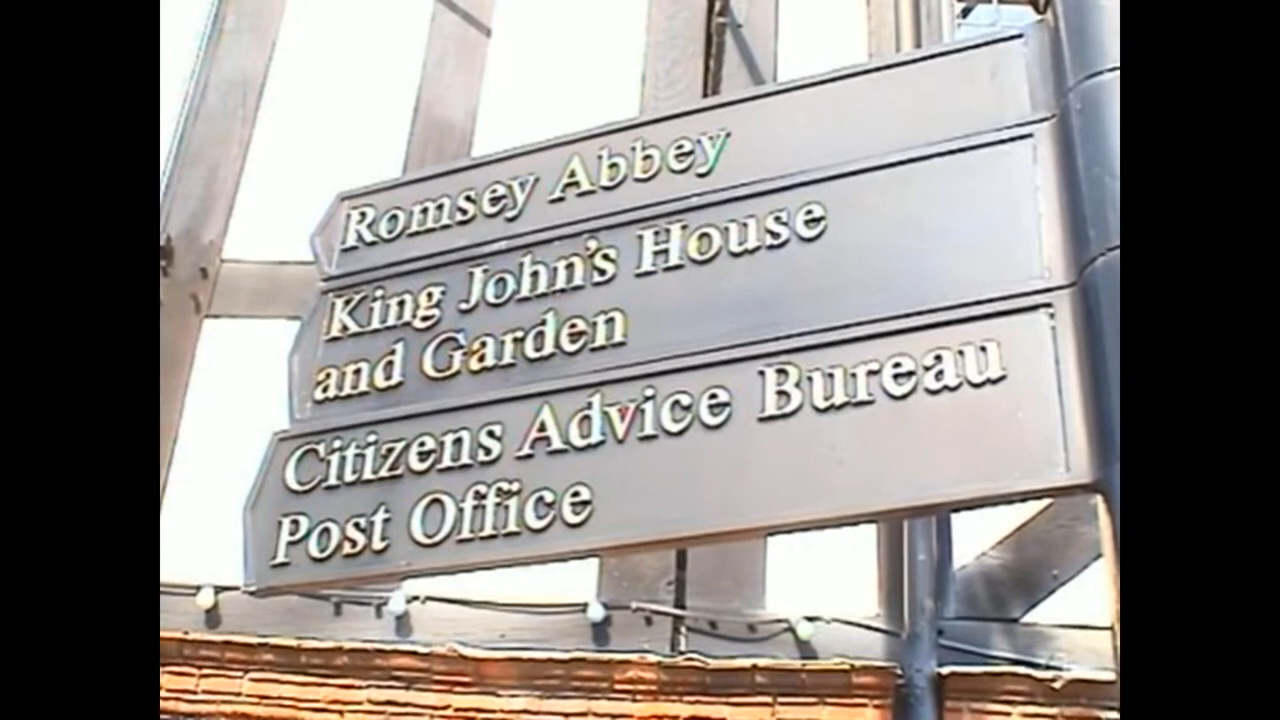 Romsey Abbey
King John's House
and Garden
Citizens Advice Bureau
Post Office